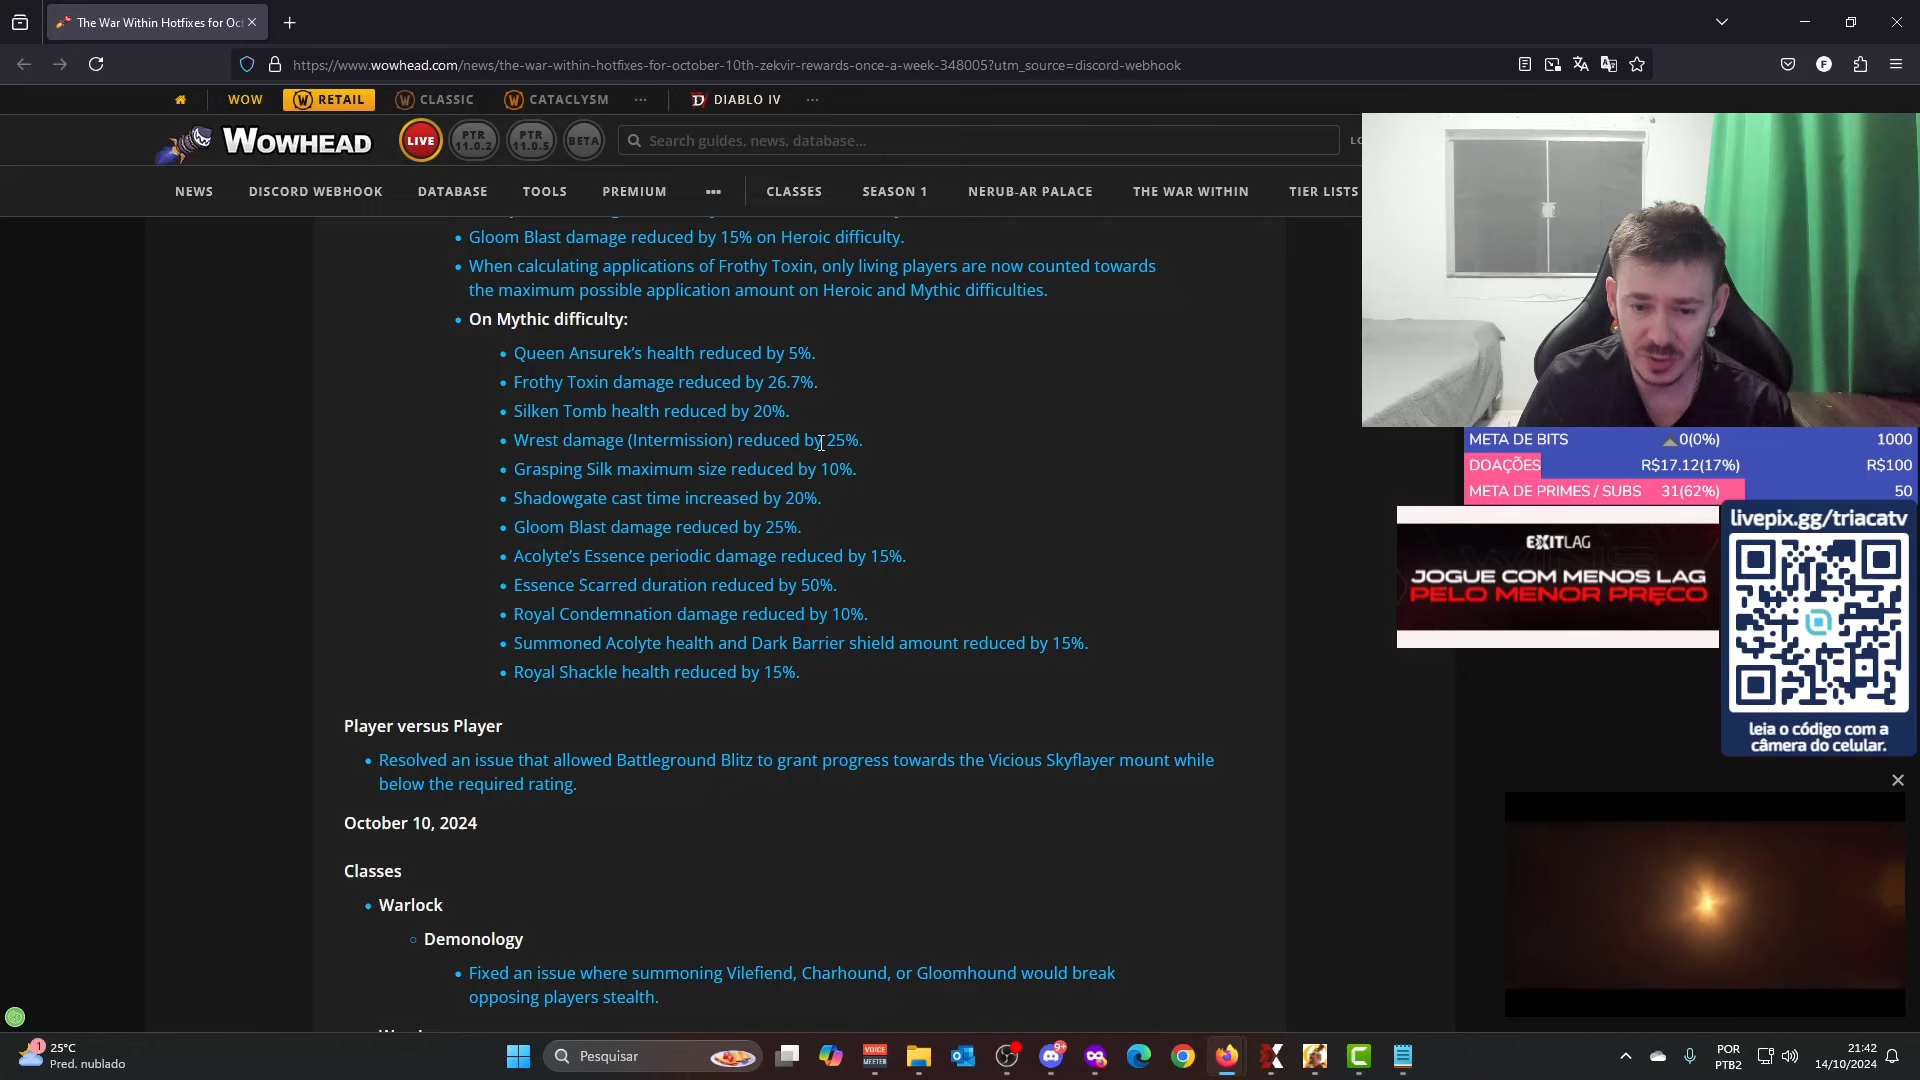 The War Within Hotfixes for Oct
https://www.wowhead.com/news/the-war-within-hotfixes-for-october-10th-zekvir-rewards-once-a-week-348005?utm_source=discord-webhook
WOW
RETAIL
CLASSIC
CATACLYSM
DIABLO IV
WOWHEAD
LIVE
PTR
11.0.2
PTR
11.0.5
BETA
Search guides, news, database...
NEWS
DISCORD WEBHOOK
DATABASE
TOOLS
PREMIUM
CLASSES
SEASON 1
NERUB-AR PALACE
THE WAR WITHIN
TIER LISTS
• Gloom Blast damage reduced by 15% on Heroic difficulty.
• When calculating applications of Frothy Toxin, only living players are now counted towards
the maximum possible application amount on Heroic and Mythic difficulties.
• On Mythic difficulty:
• Queen Ansurek’s health reduced by 5%.
• Frothy Toxin damage reduced by 26.7%.
• Silken Tomb health reduced by 20%.
• Wrest damage (Intermission) reduced by 25%.
• Grasping Silk maximum size reduced by 10%.
• Shadowgate cast time increased by 20%.
• Gloom Blast damage reduced by 25%.
• Acolyte’s Essence periodic damage reduced by 15%.
• Essence Scarred duration reduced by 50%.
• Royal Condemnation damage reduced by 10%.
• Summoned Acolyte health and Dark Barrier shield amount reduced by 15%.
• Royal Shackle health reduced by 15%.
Player versus Player
• Resolved an issue that allowed Battleground Blitz to grant progress towards the Vicious Skyflayer mount while
below the required rating.
October 10, 2024
Classes
• Warlock
○ Demonology
• Fixed an issue where summoning Vilefiend, Charhound, or Gloomhound would break
opposing players stealth.
META DE BITS 0(0%) 1000
DOAÇÕES R$17.12(17%) R$100
META DE PRIMES / SUBS 31(62%) 50
EXITLAG
JOGUE COM MENOS LAG
PELO MENOR PREÇO
livepix.gg/triacatv
leia o código com a
câmera do celular.
1
25°C
Pred. nublado
Pesquisar
VOICE
MEETER
9+
POR
PTB2
21:42
14/10/2024